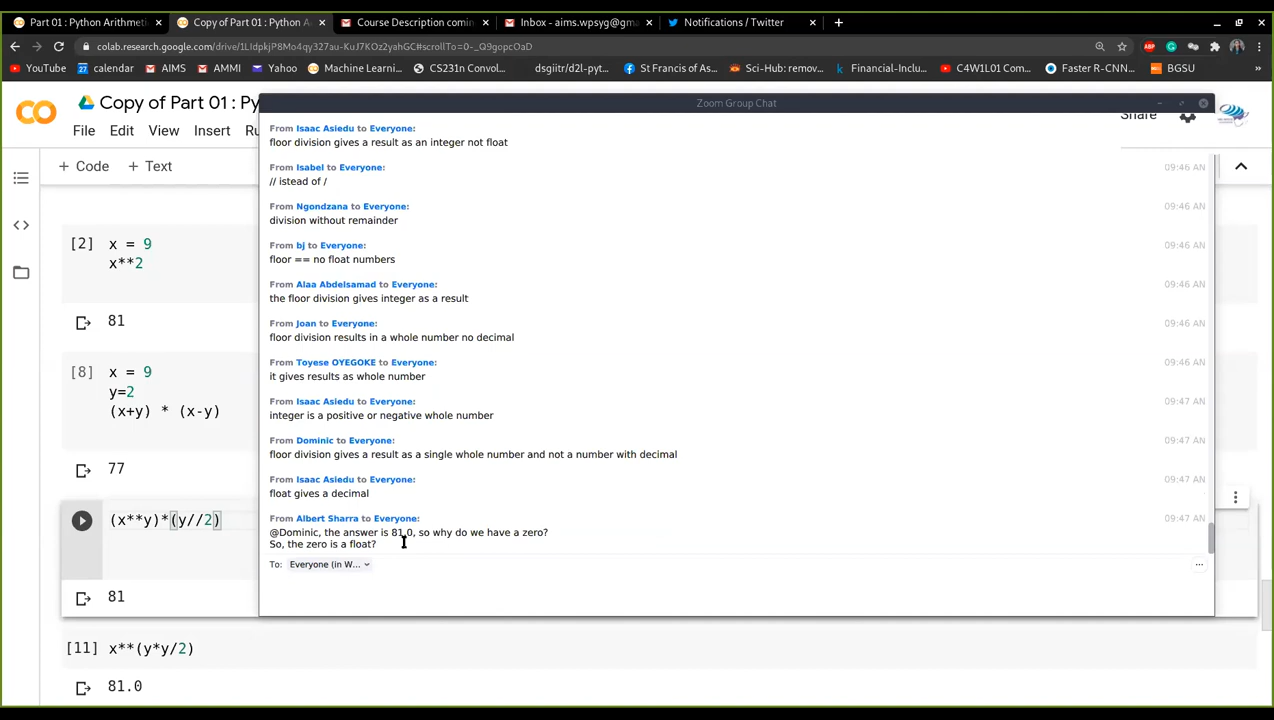 Part 01 : Python Arithmeti
Copy of Part 01 : Python A
Course Description comin
Inbox - aims.wpsyg@gma
Notifications / Twitter
colab.research.google.com/drive/1LIdpkjP8Mo4qy327au-KuJ7KOz2yahGC#scrollTo=0-_Q9gopcOaD
YouTube
calendar
AIMS
AMMI
Yahoo
Machine Learni...
CS231n Convol...
dsgiitr/d2l-pyt...
St Francis of As...
Sci-Hub: remov...
Financial-Inclu...
C4W1L01 Com...
Faster R-CNN...
BGSU
Copy of Part 01 : Py
File Edit View Insert Ru
Share
+ Code + Text
[2] x = 9
x**2
81
[8] x = 9
y=2
(x+y) * (x-y)
77
(x**y)*(y//2)
81
[11] x**(y*y/2)
81.0
Zoom Group Chat
From Isaac Asiedu to Everyone:
floor division gives a result as an integer not float
From Isabel to Everyone: 09:46 AM
// istead of /
From Ngondzana to Everyone: 09:46 AM
division without remainder
From bj to Everyone: 09:46 AM
floor == no float numbers
From Alaa Abdelsamad to Everyone: 09:46 AM
the floor division gives integer as a result
From Joan to Everyone: 09:46 AM
floor division results in a whole number no decimal
From Toyese OYEGOKE to Everyone: 09:46 AM
it gives results as whole number
From Isaac Asiedu to Everyone: 09:47 AM
integer is a positive or negative whole number
From Dominic to Everyone: 09:47 AM
floor division gives a result as a single whole number and not a number with decimal
From Isaac Asiedu to Everyone: 09:47 AM
float gives a decimal
From Albert Sharra to Everyone: 09:47 AM
@Dominic, the answer is 81.0, so why do we have a zero?
So, the zero is a float?
To: Everyone (in W...